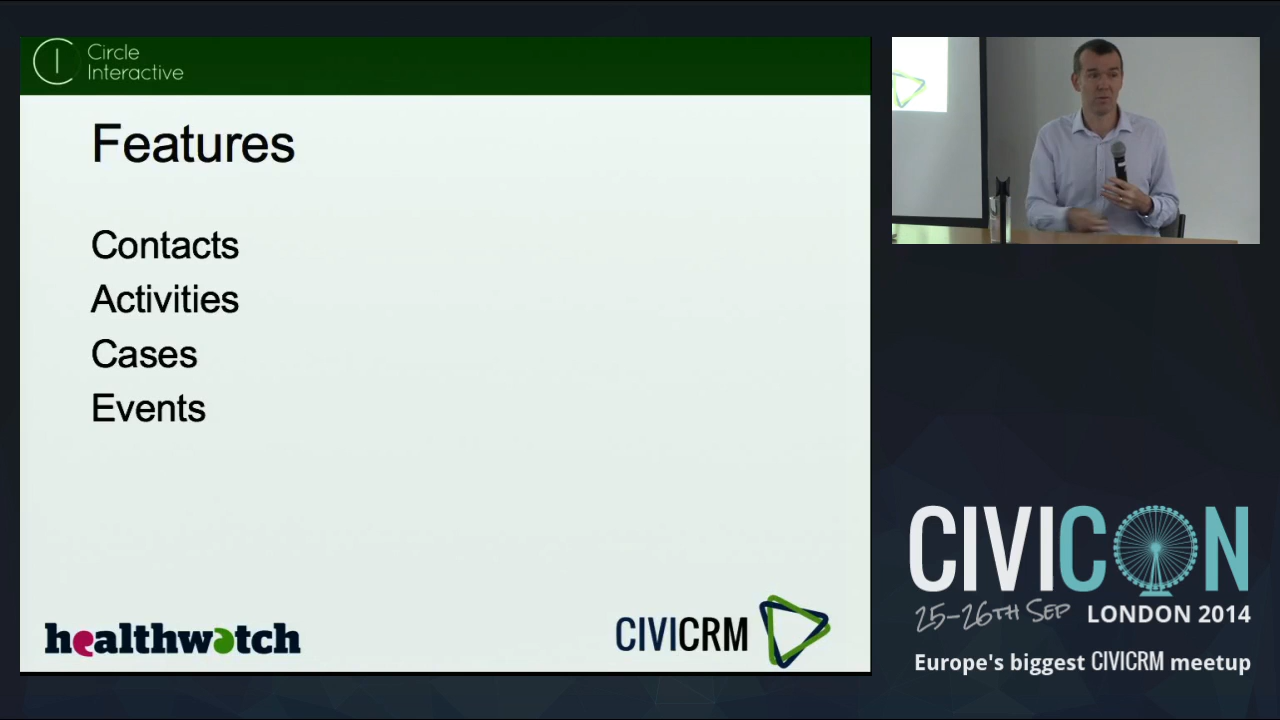 Circle
Interactive
Features
Contacts
Activities
Cases
Events
healthwatch
CIVICRM
CIVICON
25-26TH SEP LONDON 2014
Europe's biggest CIVICRM meetup